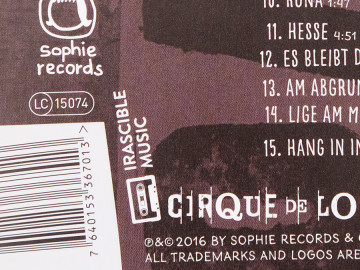 10. RUNA 1:47
11. HESSE 4:51
12. ES BLEIBT D
13. AM ABGRUN
14. LIGE AM M
15. HANG IN IN
sophie
records
LC 15074
IRASCIBLE
MUSIC
7 640153 367013 >
CIRQUE DE LO
℗&© 2016 BY SOPHIE RECORDS & C
ALL TRADEMARKS AND LOGOS ARE